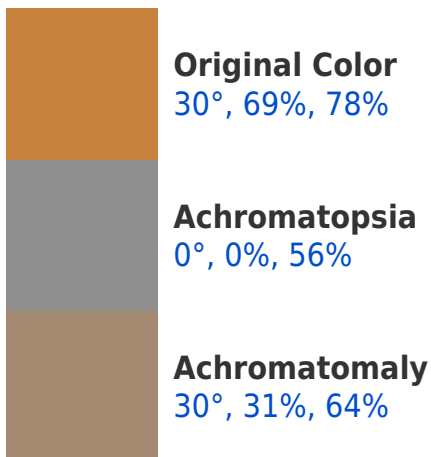 Original Color
30°, 69%, 78%
Achromatopsia
0°, 0%, 56%
Achromatomaly
30°, 31%, 64%